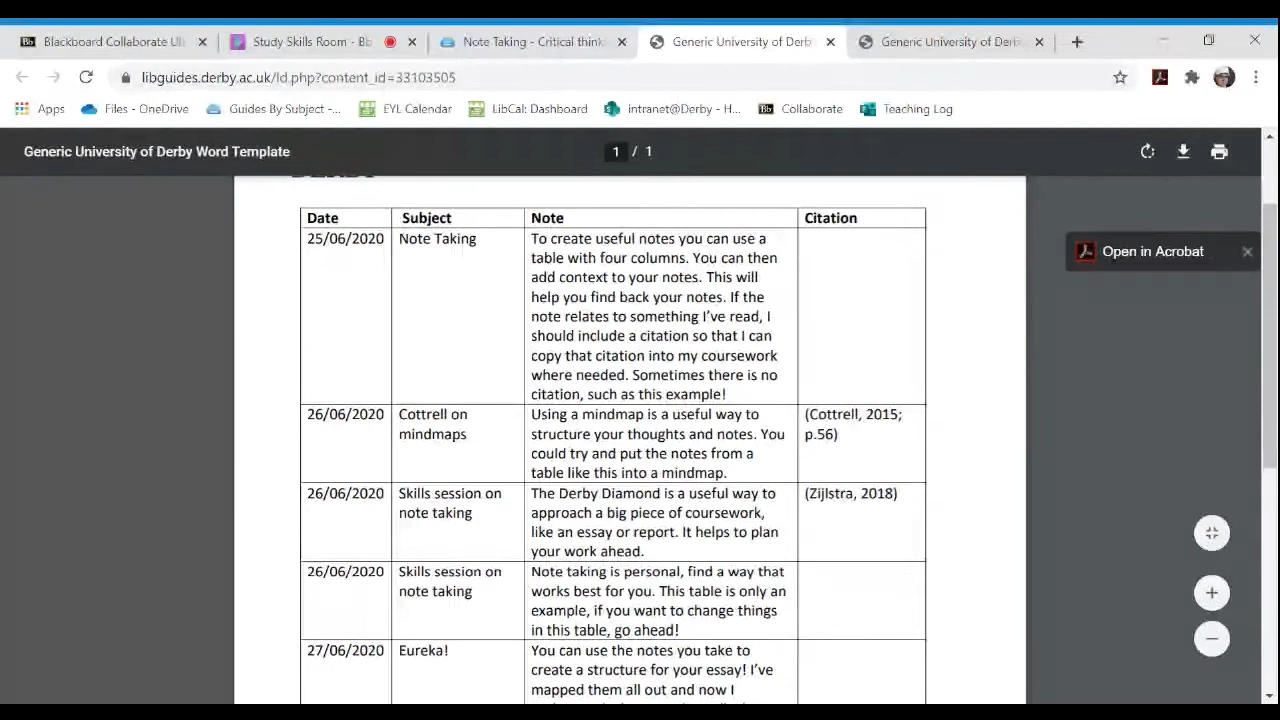 Blackboard Collaborate Ul
Study Skills Room - Bb
Note Taking - Critical think
Generic University of Derb
Generic University of Derb
libguides.derby.ac.uk/ld.php?content_id=33103505
Apps
Files - OneDrive
Guides By Subject -...
EYL Calendar
LibCal: Dashboard
intranet@Derby - H...
Bb Collaborate
Teaching Log
Generic University of Derby Word Template
1 / 1
Open in Acrobat
Date Subject Note Citation
25/06/2020 Note Taking To create useful notes you can use a
table with four columns. You can then
add context to your notes. This will
help you find back your notes. If the
note relates to something I've read, I
should include a citation so that I can
copy that citation into my coursework
where needed. Sometimes there is no
citation, such as this example!
26/06/2020 Cottrell on Using a mindmap is a useful way to (Cottrell, 2015;
mindmaps structure your thoughts and notes. You p.56)
could try and put the notes from a
table like this into a mindmap.
26/06/2020 Skills session on The Derby Diamond is a useful way to (Zijlstra, 2018)
note taking approach a big piece of coursework,
like an essay or report. It helps to plan
your work ahead.
26/06/2020 Skills session on Note taking is personal, find a way that
note taking works best for you. This table is only an
example, if you want to change things
in this table, go ahead!
27/06/2020 Eureka! You can use the notes you take to
create a structure for your essay! I've
mapped them all out and now I